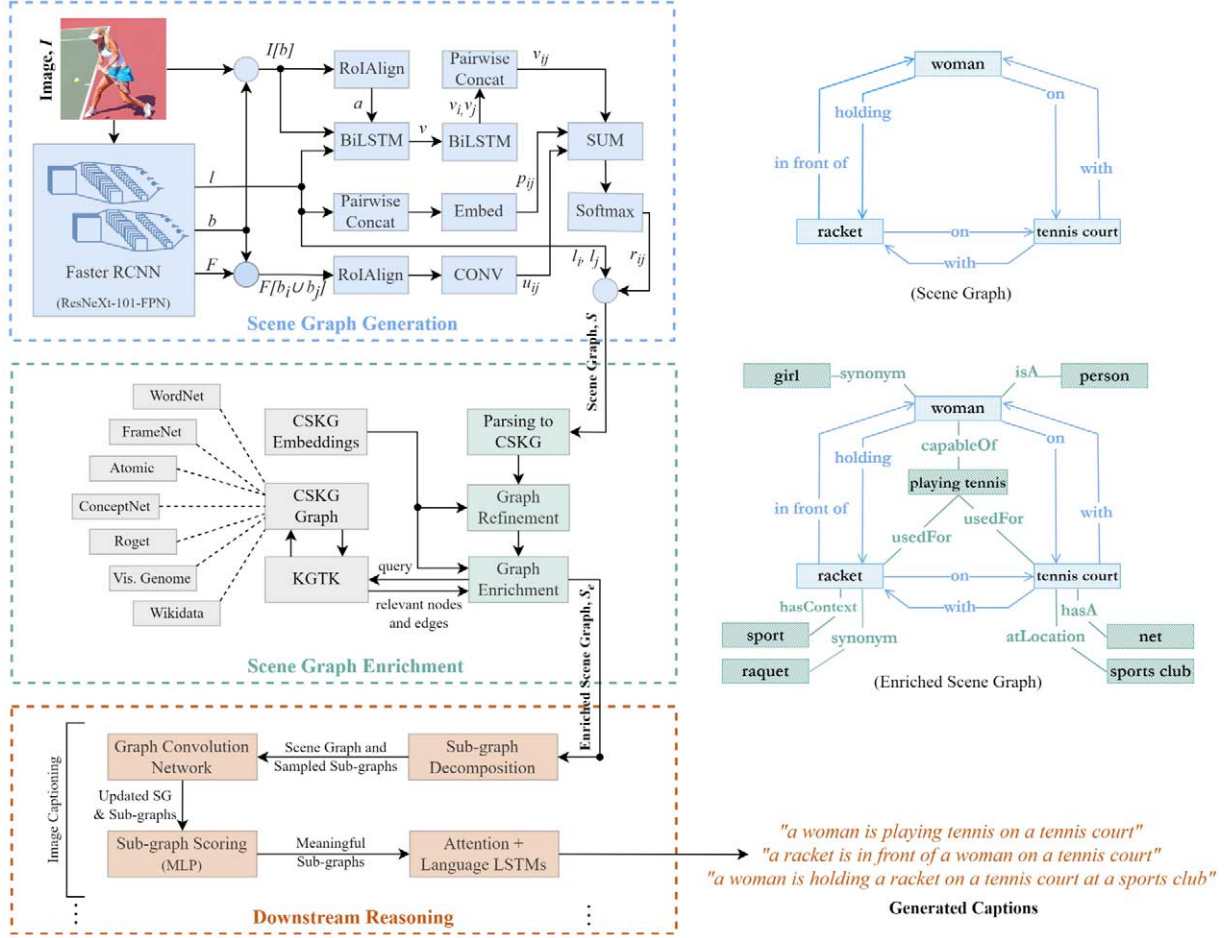 Image, I
I[b]
RoIAlign
Pairwise
Concat
v_ij
a
v_i,v_j
BiLSTM
v
BiLSTM
SUM
l
p_ij
Pairwise
Concat
Embed
Softmax
b
l_i, l_j
r_ij
F
Faster RCNN
(ResNeXt-101-FPN)
F[b_i ∪ b_j]
RoIAlign
CONV
u_ij
Scene Graph Generation
Scene Graph, S
woman
holding
on
in front of
with
racket
on
tennis court
with
(Scene Graph)
WordNet
FrameNet
Atomic
ConceptNet
Roget
Vis. Genome
Wikidata
CSKG
Embeddings
Parsing to
CSKG
CSKG
Graph
Graph
Refinement
KGTK
query
Graph
Enrichment
relevant nodes
and edges
Scene Graph Enrichment
Enriched Scene Graph, S_e
girl
synonym
isA
person
woman
capableOf
holding
on
playing tennis
in front of
usedFor
usedFor
with
racket
on
tennis court
hasContext
with
hasA
sport
synonym
atLocation
net
raquet
sports club
(Enriched Scene Graph)
Image Captioning
Graph Convolution
Network
Scene Graph and
Sampled Sub-graphs
Sub-graph
Decomposition
Updated SG
& Sub-graphs
Sub-graph Scoring
(MLP)
Meaningful
Sub-graphs
Attention +
Language LSTMs
Downstream Reasoning
"a woman is playing tennis on a tennis court"
"a racket is in front of a woman on a tennis court"
"a woman is holding a racket on a tennis court at a sports club"
Generated Captions